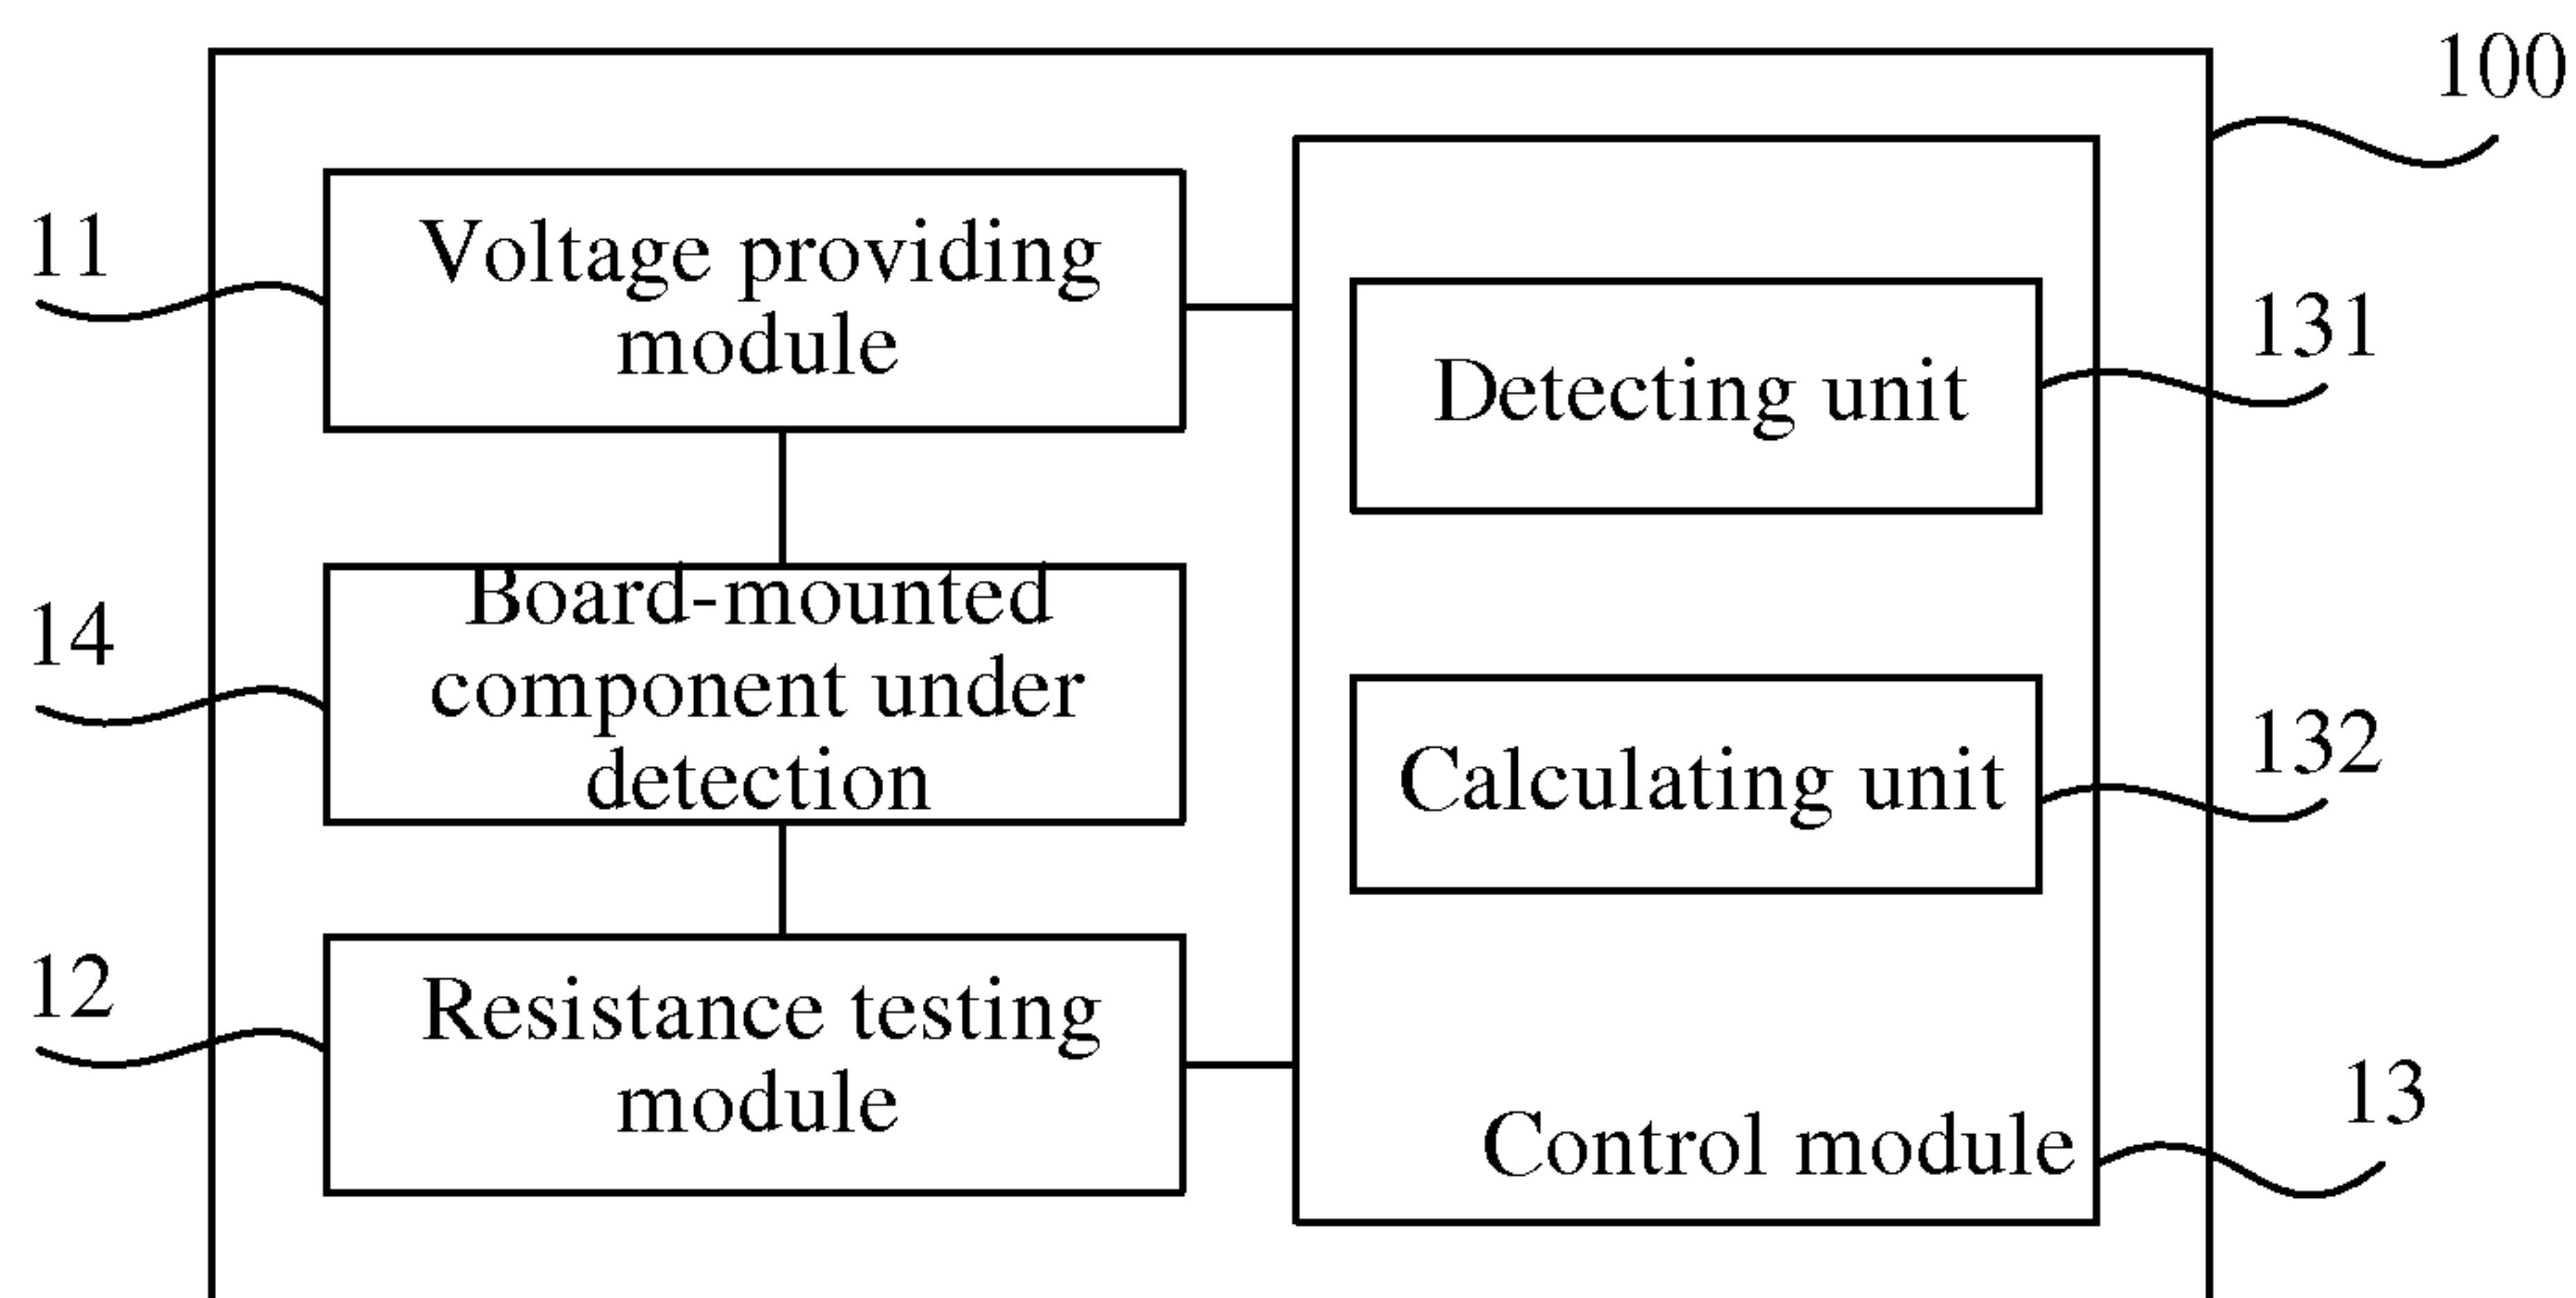 100
11
Voltage providing
module
131
Detecting unit
14
Board-mounted
component under
detection
132
Calculating unit
12
Resistance testing
module
13
Control module